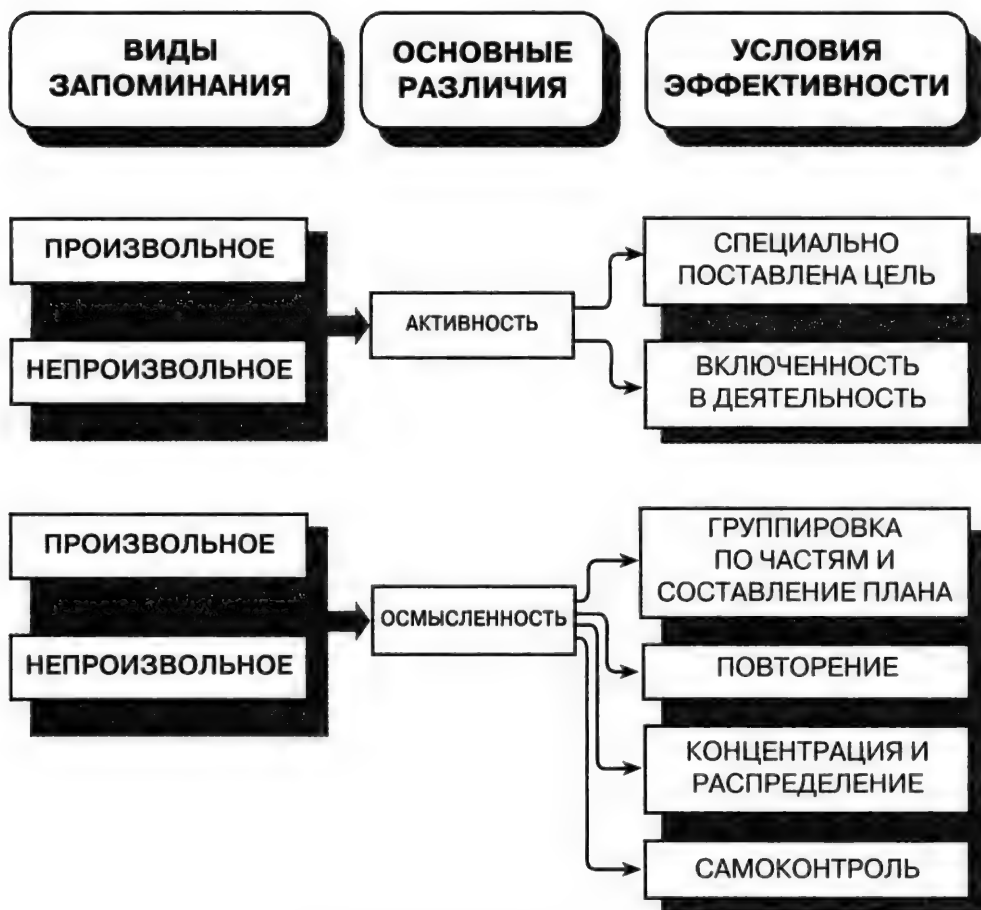 ВИДЫ
ЗАПОМИНАНИЯ
ОСНОВНЫЕ
РАЗЛИЧИЯ
УСЛОВИЯ
ЭФФЕКТИВНОСТИ
ПРОИЗВОЛЬНОЕ
НЕПРОИЗВОЛЬНОЕ
АКТИВНОСТЬ
СПЕЦИАЛЬНО
ПОСТАВЛЕНА ЦЕЛЬ
ВКЛЮЧЕННОСТЬ
В ДЕЯТЕЛЬНОСТЬ
ПРОИЗВОЛЬНОЕ
НЕПРОИЗВОЛЬНОЕ
ОСМЫСЛЕННОСТЬ
ГРУППИРОВКА
ПО ЧАСТЯМ И
СОСТАВЛЕНИЕ ПЛАНА
ПОВТОРЕНИЕ
КОНЦЕНТРАЦИЯ И
РАСПРЕДЕЛЕНИЕ
САМОКОНТРОЛЬ